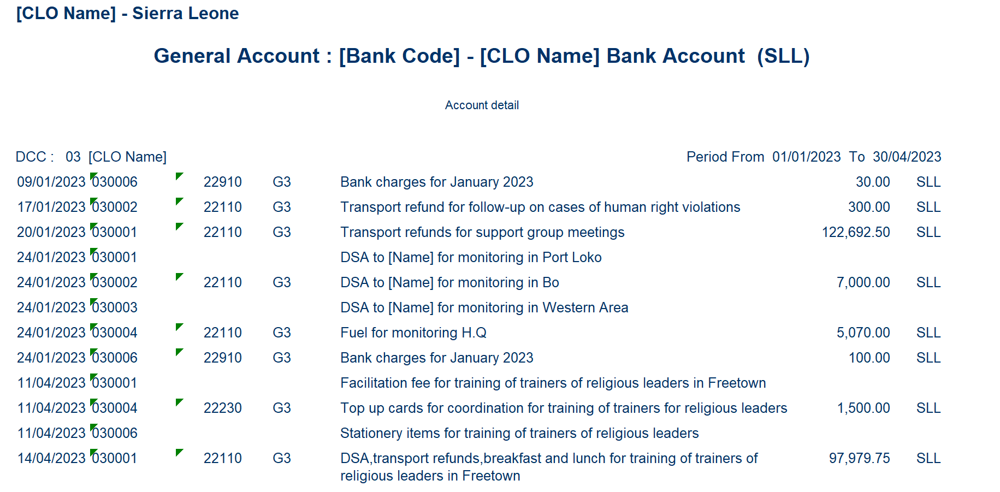 [CLO Name] - Sierra Leone
General Account : [Bank Code] - [CLO Name] Bank Account (SLL)
Account detail
DCC : 03 [CLO Name] Period From 01/01/2023 To 30/04/2023
09/01/2023 030006 22910 G3 Bank charges for January 2023 30.00 SLL
17/01/2023 030002 22110 G3 Transport refund for follow-up on cases of human right violations 300.00 SLL
20/01/2023 030001 22110 G3 Transport refunds for support group meetings 122,692.50 SLL
24/01/2023 030001 DSA to [Name] for monitoring in Port Loko
24/01/2023 030002 22110 G3 DSA to [Name] for monitoring in Bo 7,000.00 SLL
24/01/2023 030003 DSA to [Name] for monitoring in Western Area
24/01/2023 030004 22110 G3 Fuel for monitoring H.Q 5,070.00 SLL
24/01/2023 030006 22910 G3 Bank charges for January 2023 100.00 SLL
11/04/2023 030001 Facilitation fee for training of trainers of religious leaders in Freetown
11/04/2023 030004 22230 G3 Top up cards for coordination for training of trainers for religious leaders 1,500.00 SLL
11/04/2023 030006 Stationery items for training of trainers of religious leaders
14/04/2023 030001 22110 G3 DSA,transport refunds,breakfast and lunch for training of trainers of 97,979.75 SLL
religious leaders in Freetown